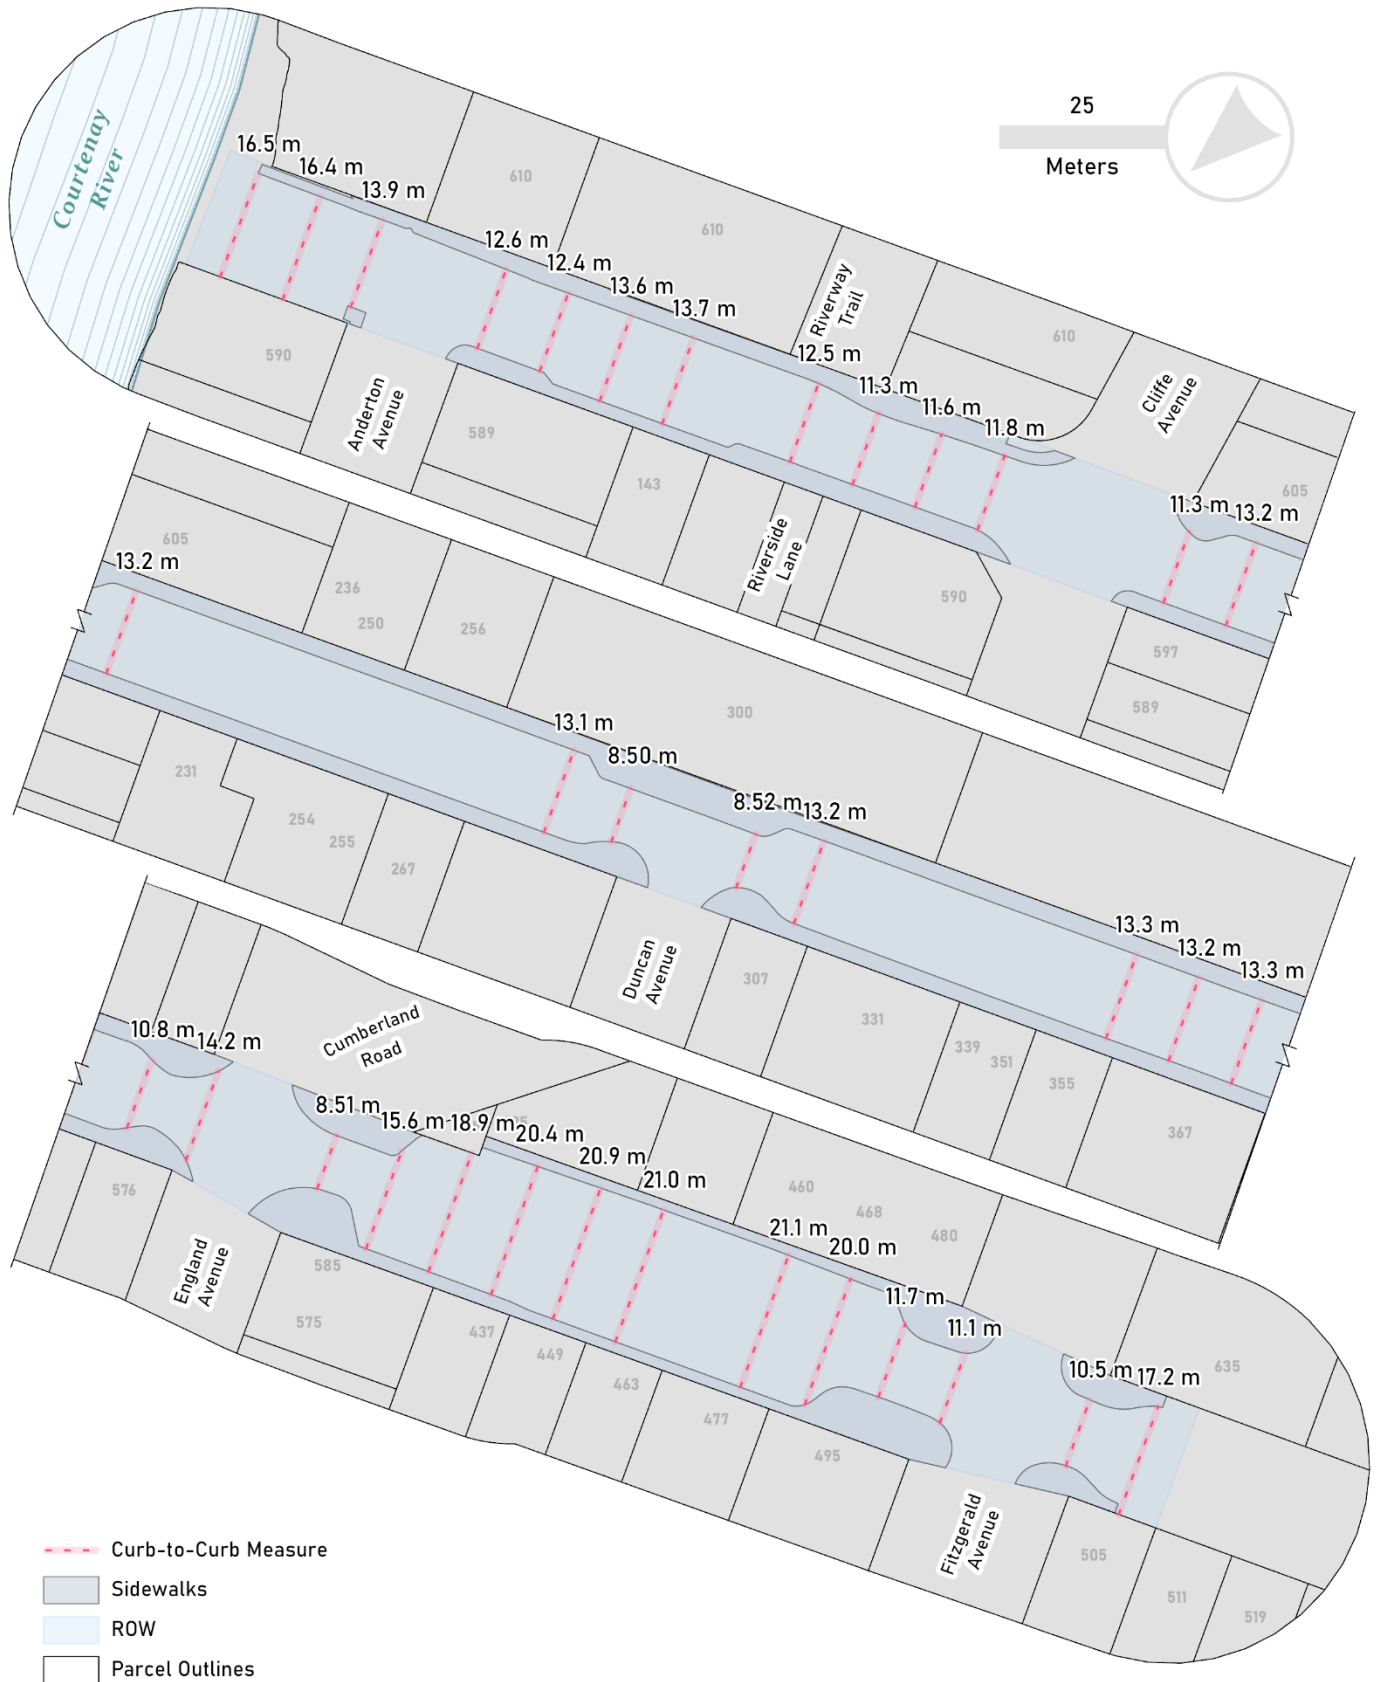 Courtenay
River
25
Meters
16.5 m
16.4 m
13.9 m
12.6 m
12.4 m
13.6 m
13.7 m
12.5 m
11.3 m
11.6 m
11.8 m
11.3 m
13.2 m
610
610
610
605
Riverway
Trail
Cliffe
Avenue
590
Anderton
Avenue
589
143
Riverside
Lane
590
597
589
605
13.2 m
236
250
256
300
13.1 m
8.50 m
8.52 m
13.2 m
13.3 m
13.2 m
13.3 m
231
254
255
267
Duncan
Avenue
307
331
339
351
355
367
Cumberland
Road
10.8 m
14.2 m
8.51 m
15.6 m
18.9 m
20.4 m
20.9 m
21.0 m
21.1 m
20.0 m
11.7 m
11.1 m
10.5 m
17.2 m
460
468
480
635
576
England
Avenue
585
575
437
449
463
477
495
Fitzgerald
Avenue
505
511
519
Curb-to-Curb Measure
Sidewalks
ROW
Parcel Outlines